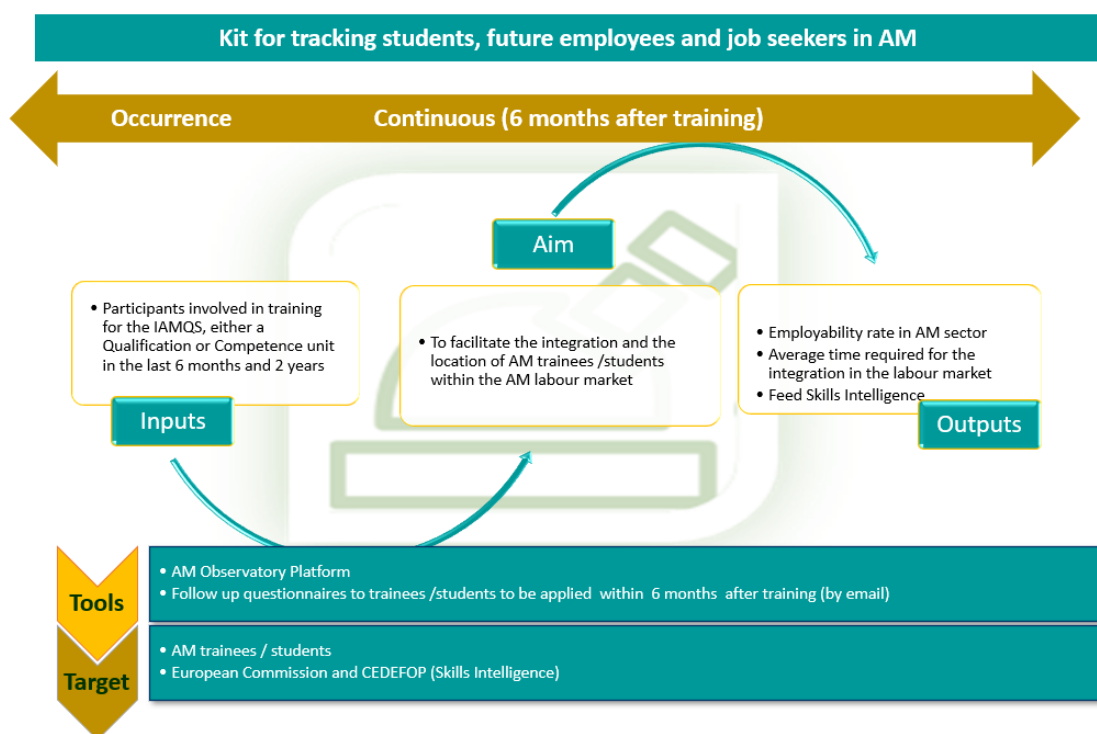 Kit for tracking students, future employees and job seekers in AM
Occurrence
Continuous (6 months after training)
Aim
• Participants involved in training
for the IAMQS, either a
Qualification or Competence unit
in the last 6 months and 2 years
Inputs
• To facilitate the integration and the
location of AM trainees /students
within the AM labour market
• Employability rate in AM sector
• Average time required for the
integration in the labour market
• Feed Skills Intelligence
Outputs
Tools
• AM Observatory Platform
• Follow up questionnaires to trainees /students to be applied within 6 months after training (by email)
Target
• AM trainees / students
• European Commission and CEDEFOP (Skills Intelligence)